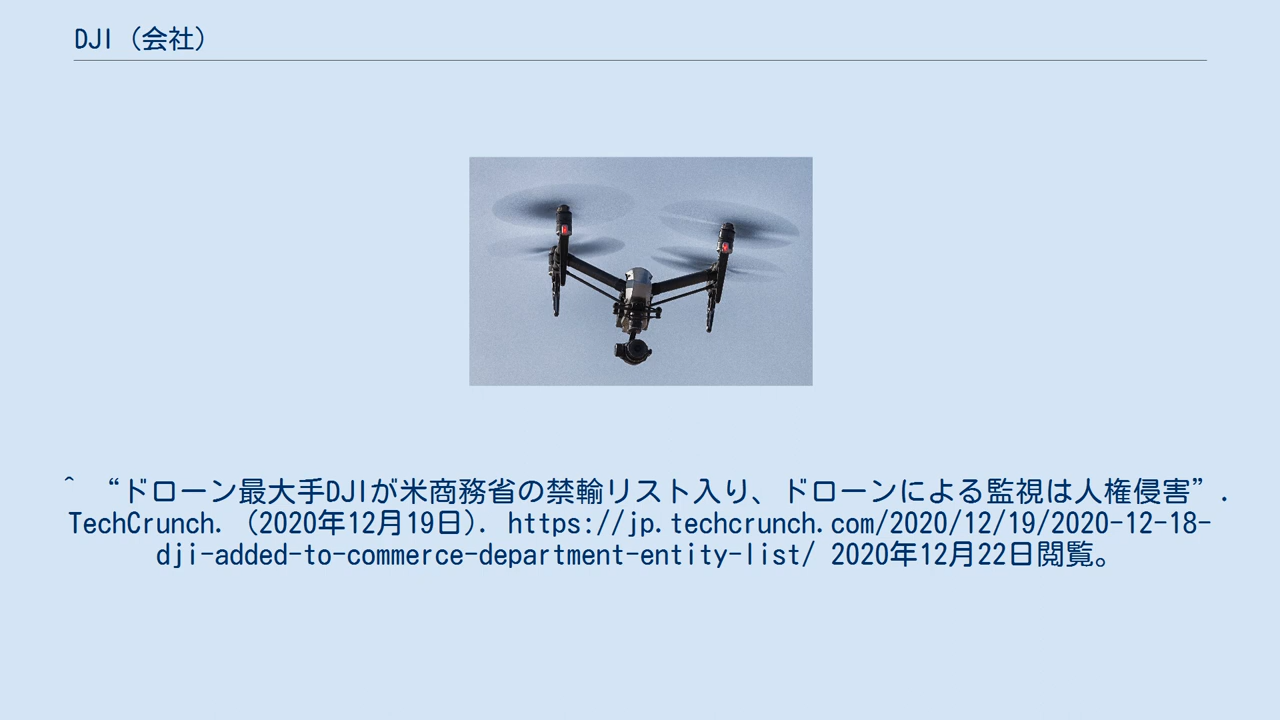 DJI (会社)
^ “ドローン最大手DJIが米商務省の禁輸リスト入り、ドローンによる監視は人権侵害”.
TechCrunch. (2020年12月19日). https://jp.techcrunch.com/2020/12/19/2020-12-18-
dji-added-to-commerce-department-entity-list/ 2020年12月22日閲覧。